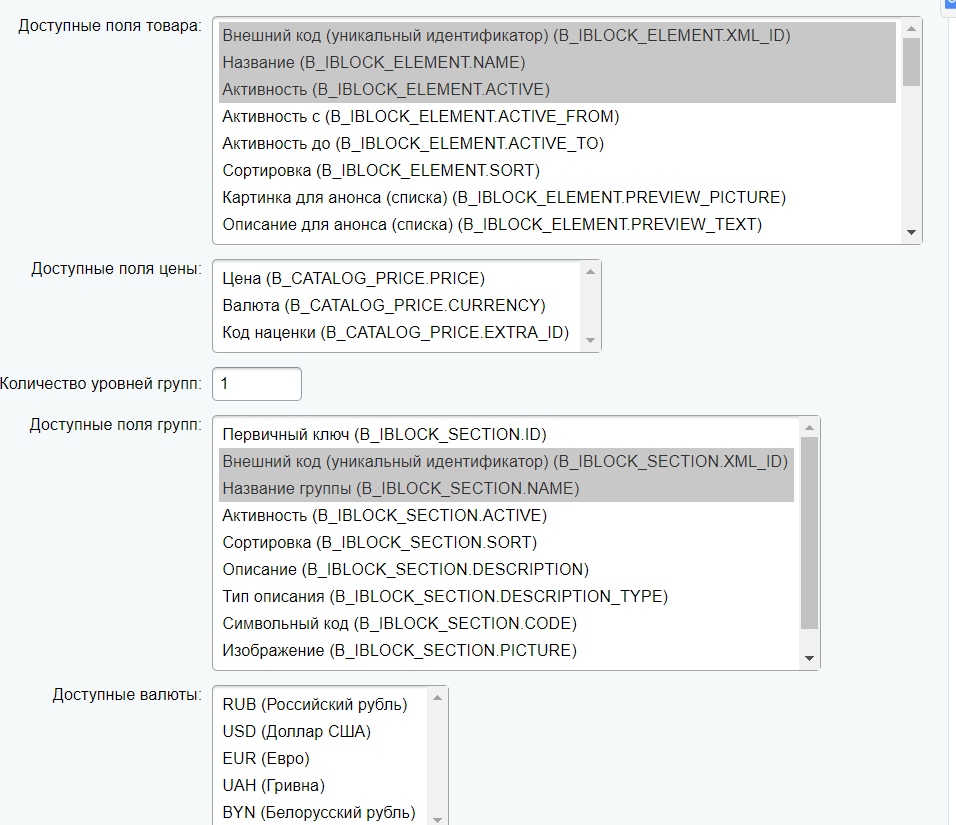 Доступные поля товара:
Внешний код (уникальный идентификатор) (B_IBLOCK_ELEMENT.XML_ID)
Название (B_IBLOCK_ELEMENT.NAME)
Активность (B_IBLOCK_ELEMENT.ACTIVE)
Активность с (B_IBLOCK_ELEMENT.ACTIVE_FROM)
Активность до (B_IBLOCK_ELEMENT.ACTIVE_TO)
Сортировка (B_IBLOCK_ELEMENT.SORT)
Картинка для анонса (списка) (B_IBLOCK_ELEMENT.PREVIEW_PICTURE)
Описание для анонса (списка) (B_IBLOCK_ELEMENT.PREVIEW_TEXT)
Доступные поля цены:
Цена (B_CATALOG_PRICE.PRICE)
Валюта (B_CATALOG_PRICE.CURRENCY)
Код наценки (B_CATALOG_PRICE.EXTRA_ID)
Количество уровней групп:
1
Доступные поля групп:
Первичный ключ (B_IBLOCK_SECTION.ID)
Внешний код (уникальный идентификатор) (B_IBLOCK_SECTION.XML_ID)
Название группы (B_IBLOCK_SECTION.NAME)
Активность (B_IBLOCK_SECTION.ACTIVE)
Сортировка (B_IBLOCK_SECTION.SORT)
Описание (B_IBLOCK_SECTION.DESCRIPTION)
Тип описания (B_IBLOCK_SECTION.DESCRIPTION_TYPE)
Символьный код (B_IBLOCK_SECTION.CODE)
Изображение (B_IBLOCK_SECTION.PICTURE)
Доступные валюты:
RUB (Российский рубль)
USD (Доллар США)
EUR (Евро)
UAH (Гривна)
BYN (Белорусский рубль)